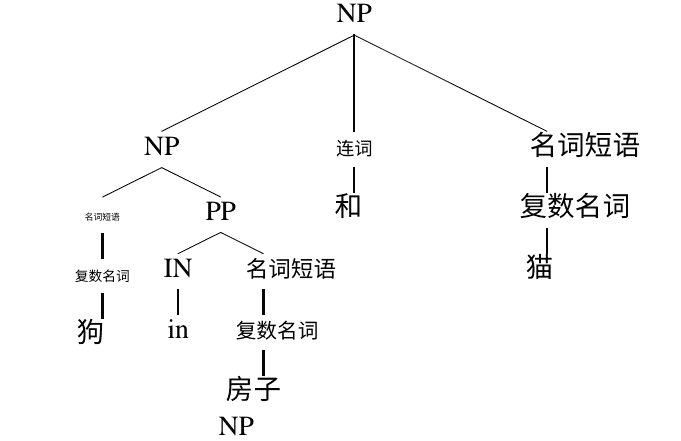 NP
NP 连词 名词短语
名词短语 PP 和 复数名词
复数名词 IN 名词短语 猫
狗 in 复数名词
房子
NP